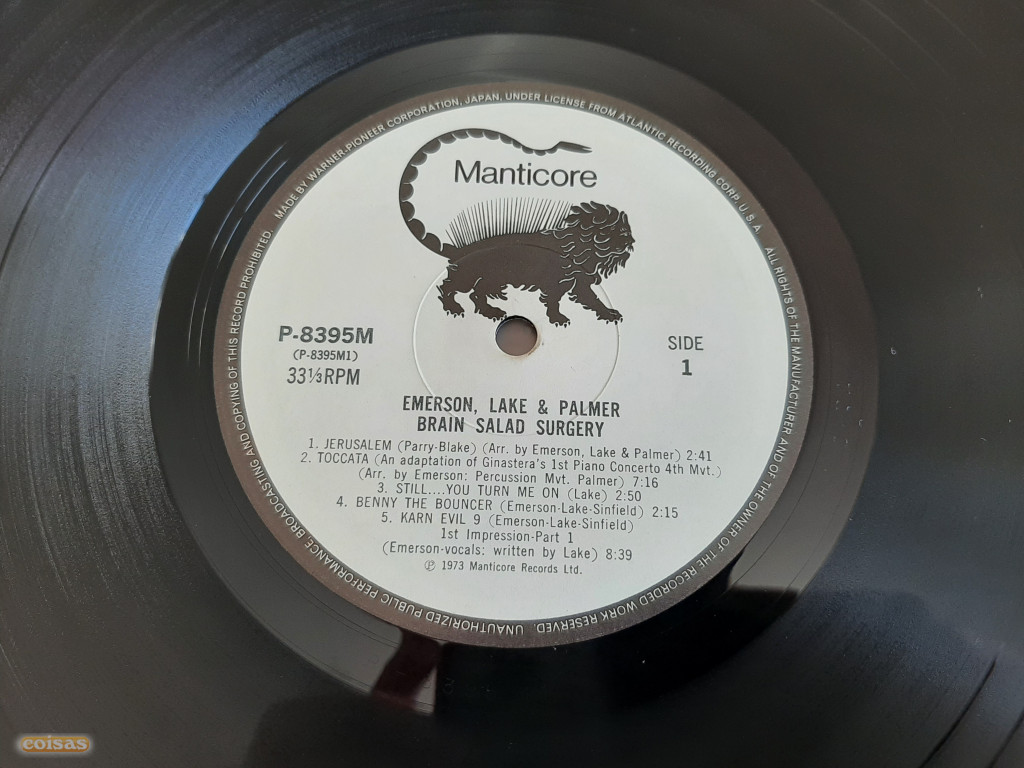 MADE BY WARNER-PIONEER CORPORATION, JAPAN, UNDER LICENSE FROM ATLANTIC RECORDING CORP. U.S.A. ALL RIGHTS OF THE MANUFACTURER AND OF THE OWNER OF THE RECORDED WORK RESERVED. UNAUTHORIZED PUBLIC PERFORMANCE BROADCASTING AND COPYING OF THIS RECORD PROHIBITED.
Manticore
P-8395M
(P-8395M1)
33⅓RPM
SIDE
1
EMERSON, LAKE & PALMER
BRAIN SALAD SURGERY
1. JERUSALEM (Parry-Blake) (Arr. by Emerson, Lake & Palmer) 2:41
2. TOCCATA (An adaptation of Ginastera's 1st Piano Concerto 4th Mvt.)
(Arr. by Emerson: Percussion Mvt. Palmer) 7:16
3. STILL....YOU TURN ME ON (Lake) 2:50
4. BENNY THE BOUNCER (Emerson-Lake-Sinfield) 2:15
5. KARN EVIL 9 (Emerson-Lake-Sinfield)
1st Impression-Part 1
(Emerson-vocals: written by Lake) 8:39
℗ 1973 Manticore Records Ltd.
coisas